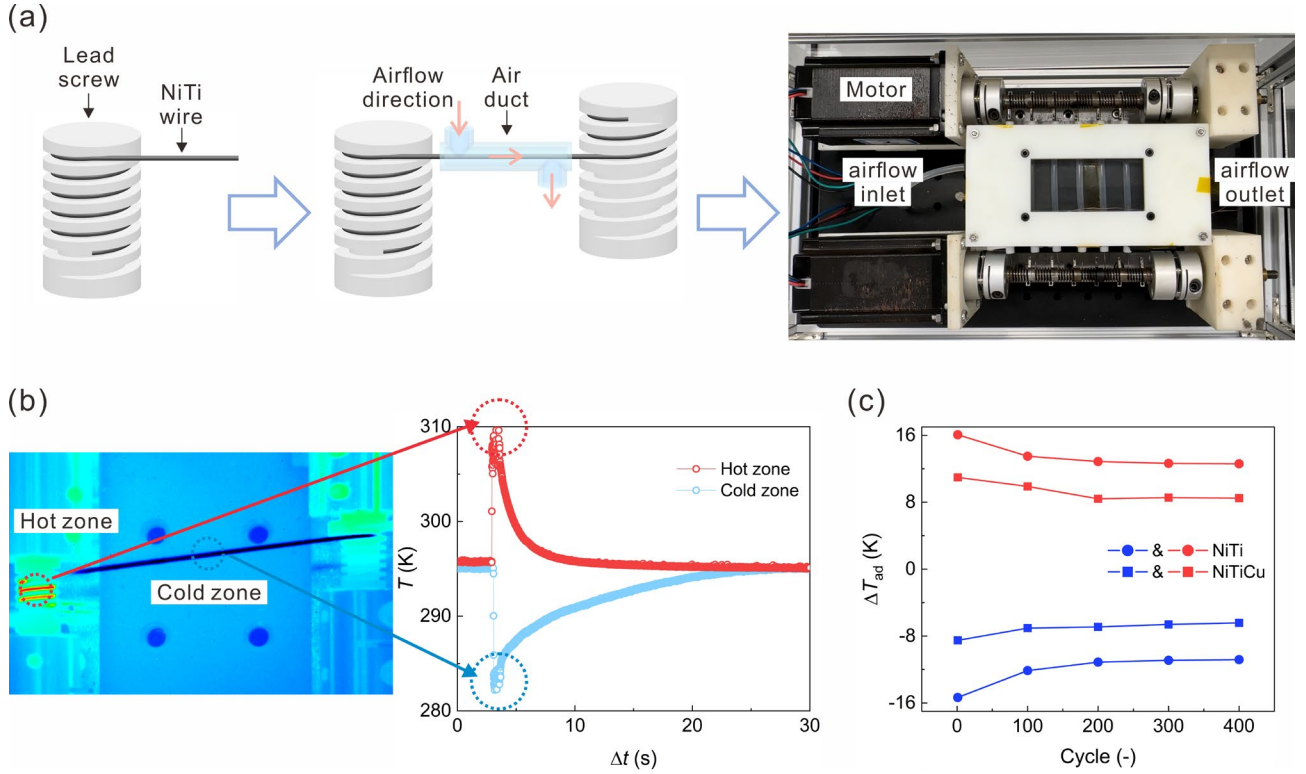 (a)
Lead
screw
NiTi
wire
Airflow
direction
Air
duct
Motor
airflow
inlet
airflow
outlet
(b)
Hot zone
Cold zone
310
300
290
280
T (K)
0
10
20
30
Δt (s)
Hot zone
Cold zone
(c)
16
8
0
-8
-16
ΔTad (K)
& NiTi
& NiTiCu
0
100
200
300
400
Cycle (-)